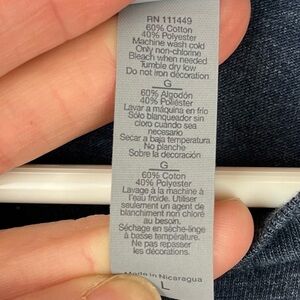 RN 111449
60% Cotton
40% Polyester
Machine wash cold
Only non-chlorine
Bleach when needed
Tumble dry low
Do not iron decoration
G
60% Algodón
40% Poliéster
Lavar a máquina en frío
Sólo blanqueador sin
cloro cuando sea
necesario
Secar a baja temperatura
No planche
Sobre la decoración
G
60% Coton
40% Polyester
Lavage à la machine à
l'eau froide. Utiliser
seulement un agent de
blanchiment non chloré
au besoin.
Séchage en sèche-linge
à basse température.
Ne pas repasser
les décorations.
Made in Nicaragua
L